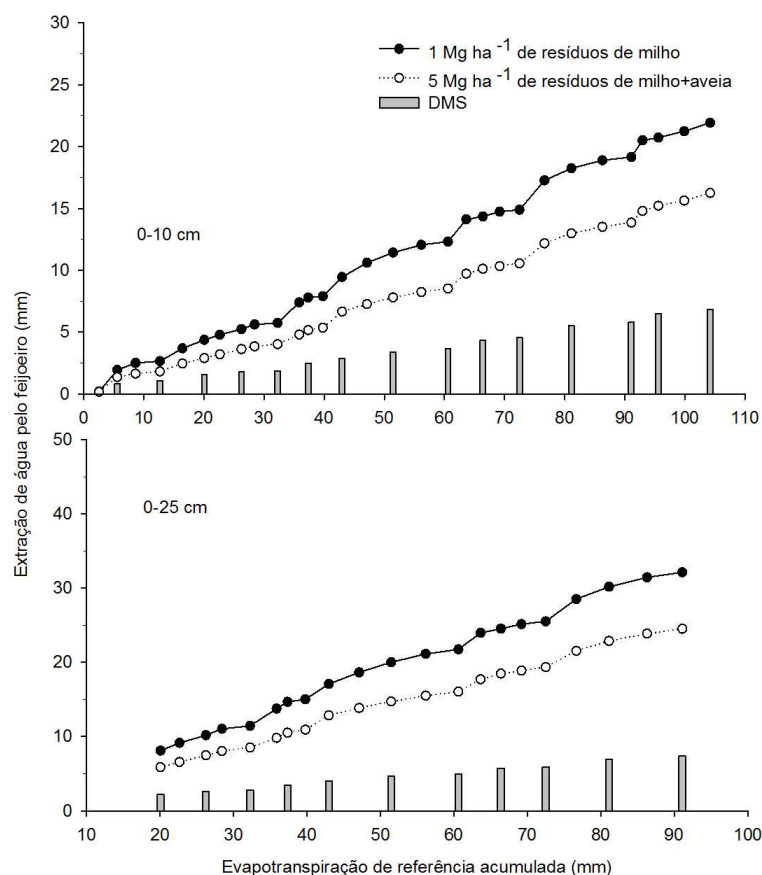 30
1 Mg ha -1 de resíduos de milho
5 Mg ha -1 de resíduos de milho+aveia
DMS
25
20
15
0-10 cm
10
5
0
0 10 20 30 40 50 60 70 80 90 100 110
Extração de água pelo feijoeiro (mm)
50
0-25 cm
40
30
20
10
0
10 20 30 40 50 60 70 80 90 100
Evapotranspiração de referência acumulada (mm)